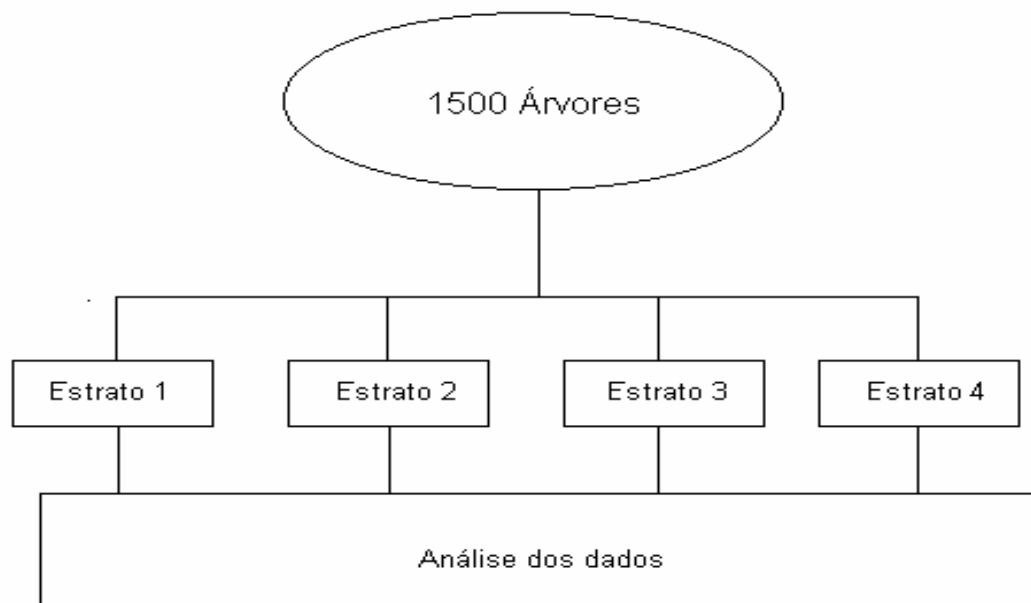 1500 Árvores
Estrato 1
Estrato 2
Estrato 3
Estrato 4
Análise dos dados